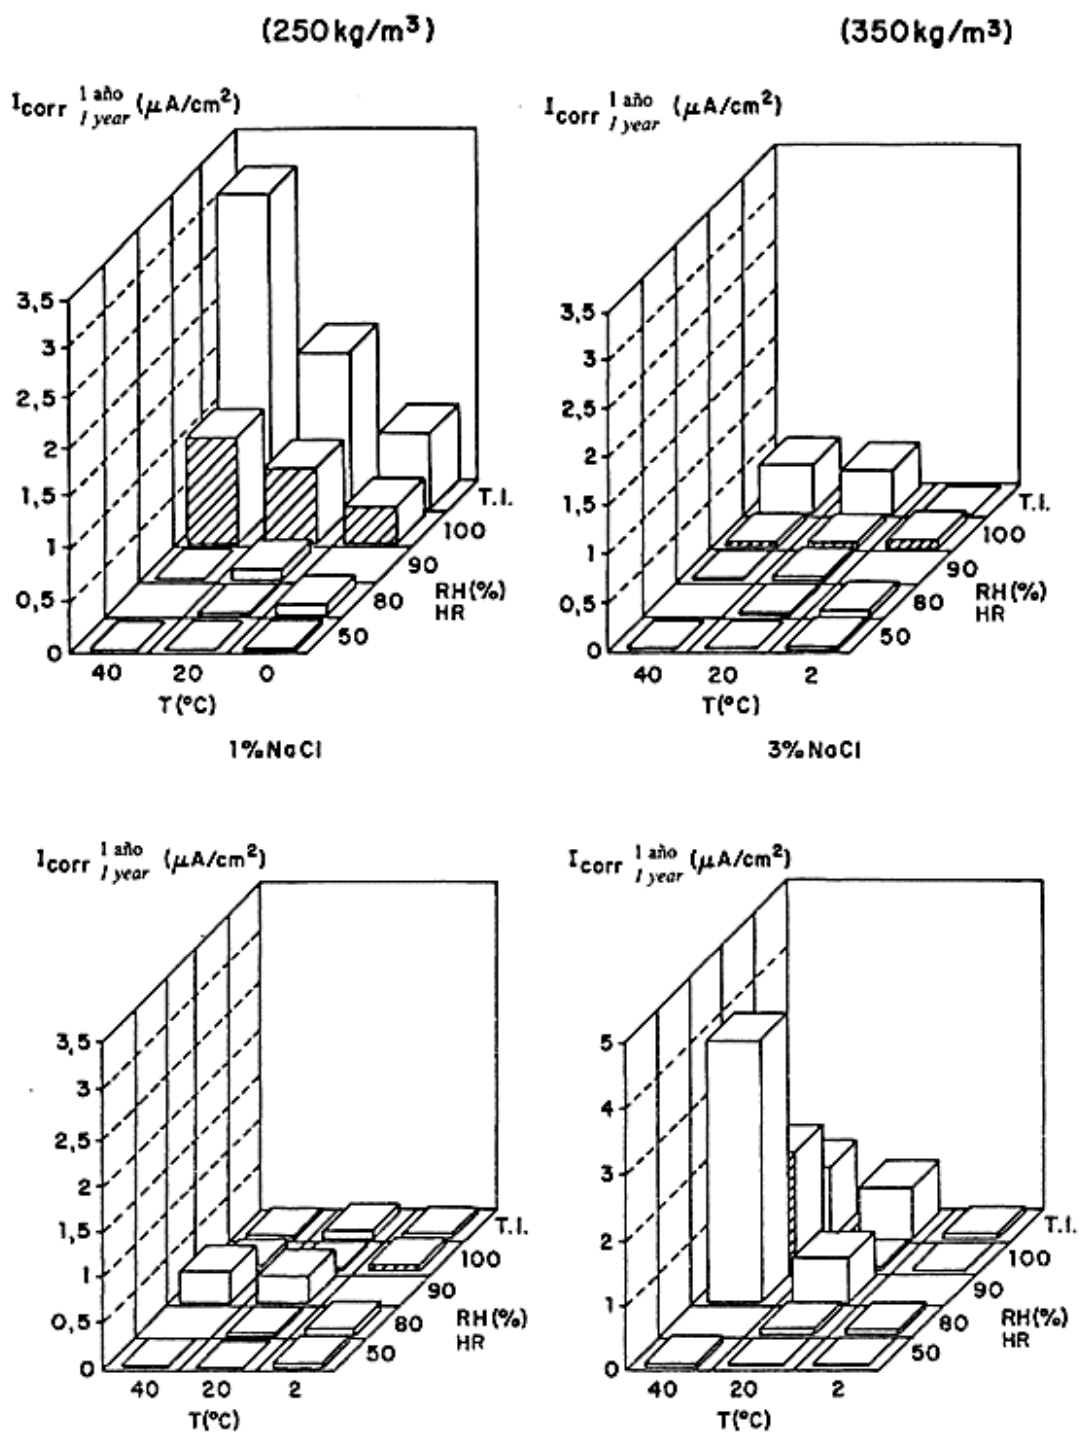 (250kg/m³) (350kg/m³)
Icorr 1 año (μA/cm²) Icorr 1 año (μA/cm²)
1 year 1 year
3,5 3,5
3 3
2,5 2,5
2 2
1,5 T.I. 1,5 T.I.
1 100 1 100
0,5 90 0,5 90
80 RH(%) 80 RH(%)
HR HR
0 50 0 50
40 20 0 40 20 2
T(°C) T(°C)
1%NaCl 3%NaCl
Icorr 1 año (μA/cm²) Icorr 1 año (μA/cm²)
1 year 1 year
3,5 5
3 4
2,5 3
2
1,5 T.I. 2 T.I.
1 100 100
0,5 90 1 90
80 RH(%) 80 RH(%)
HR HR
0 50 0 50
40 20 2 40 20 2
T(°C) T(°C)